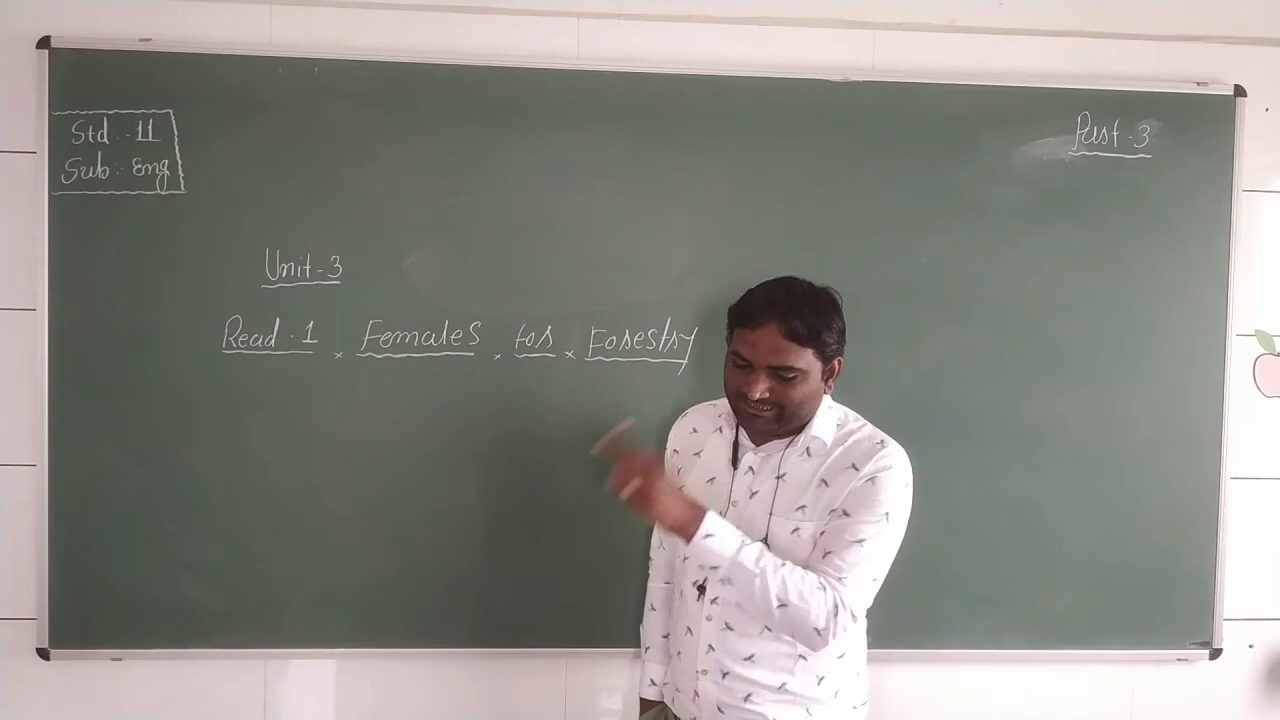 Std :- 11
Sub :- Eng
Part - 3
Unit - 3
Read . 1 × Females × for × Forestry